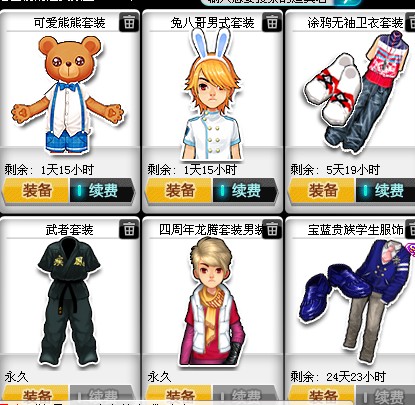 可爱熊熊套装
兔八哥男式套装
涂鸦无袖卫衣套装
剩余: 1天15小时
剩余: 1天15小时
剩余: 5天19小时
装备
续费
装备
续费
装备
续费
武者套装
四周年龙腾套装男装
宝蓝贵族学生服饰
永久
永久
剩余: 24天23小时
装备
续费
装备
续费
装备
续费